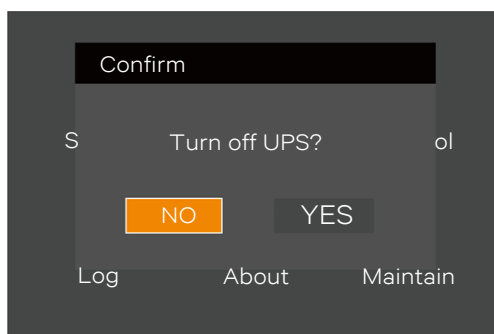 Confirm
S Turn off UPS? ol
NO YES
Log About Maintain